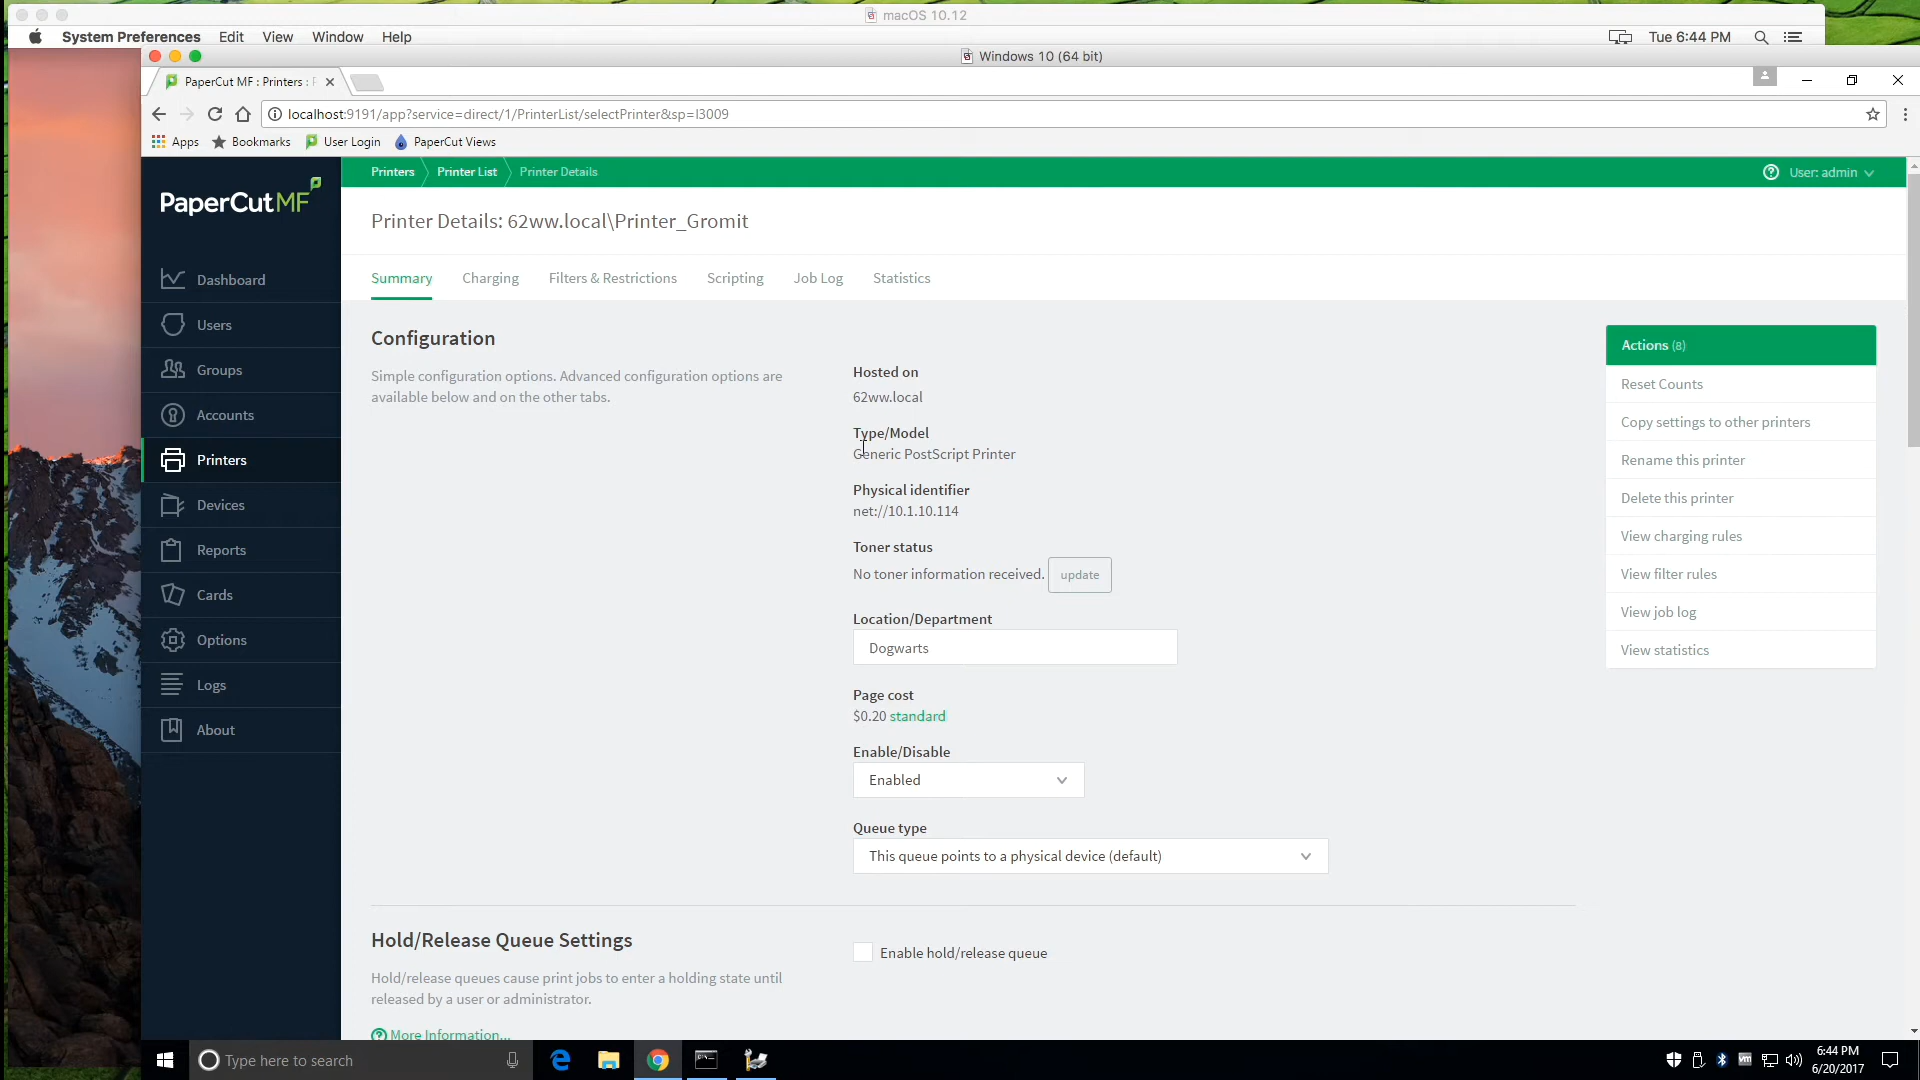 macOS 10.12
System Preferences Edit View Window Help
Tue 6:44 PM
Windows 10 (64 bit)
PaperCut MF : Printers :
localhost:9191/app?service=direct/1/PrinterList/selectPrinter&sp=l3009
Apps Bookmarks User Login PaperCut Views
PaperCutMF
Printers Printer List Printer Details
User: admin
Printer Details: 62ww.local\Printer_Gromit
Summary Charging Filters & Restrictions Scripting Job Log Statistics
Dashboard
Users
Groups
Accounts
Printers
Devices
Reports
Cards
Options
Logs
About
Configuration
Simple configuration options. Advanced configuration options are
available below and on the other tabs.
Hosted on
62ww.local
Type/Model
Generic PostScript Printer
Physical identifier
net://10.1.10.114
Toner status
No toner information received. update
Location/Department
Dogwarts
Page cost
$0.20 standard
Enable/Disable
Enabled
Queue type
This queue points to a physical device (default)
Actions (8)
Reset Counts
Copy settings to other printers
Rename this printer
Delete this printer
View charging rules
View filter rules
View job log
View statistics
Hold/Release Queue Settings
Hold/release queues cause print jobs to enter a holding state until
released by a user or administrator.
More Information...
Enable hold/release queue
Type here to search
6:44 PM
6/20/2017